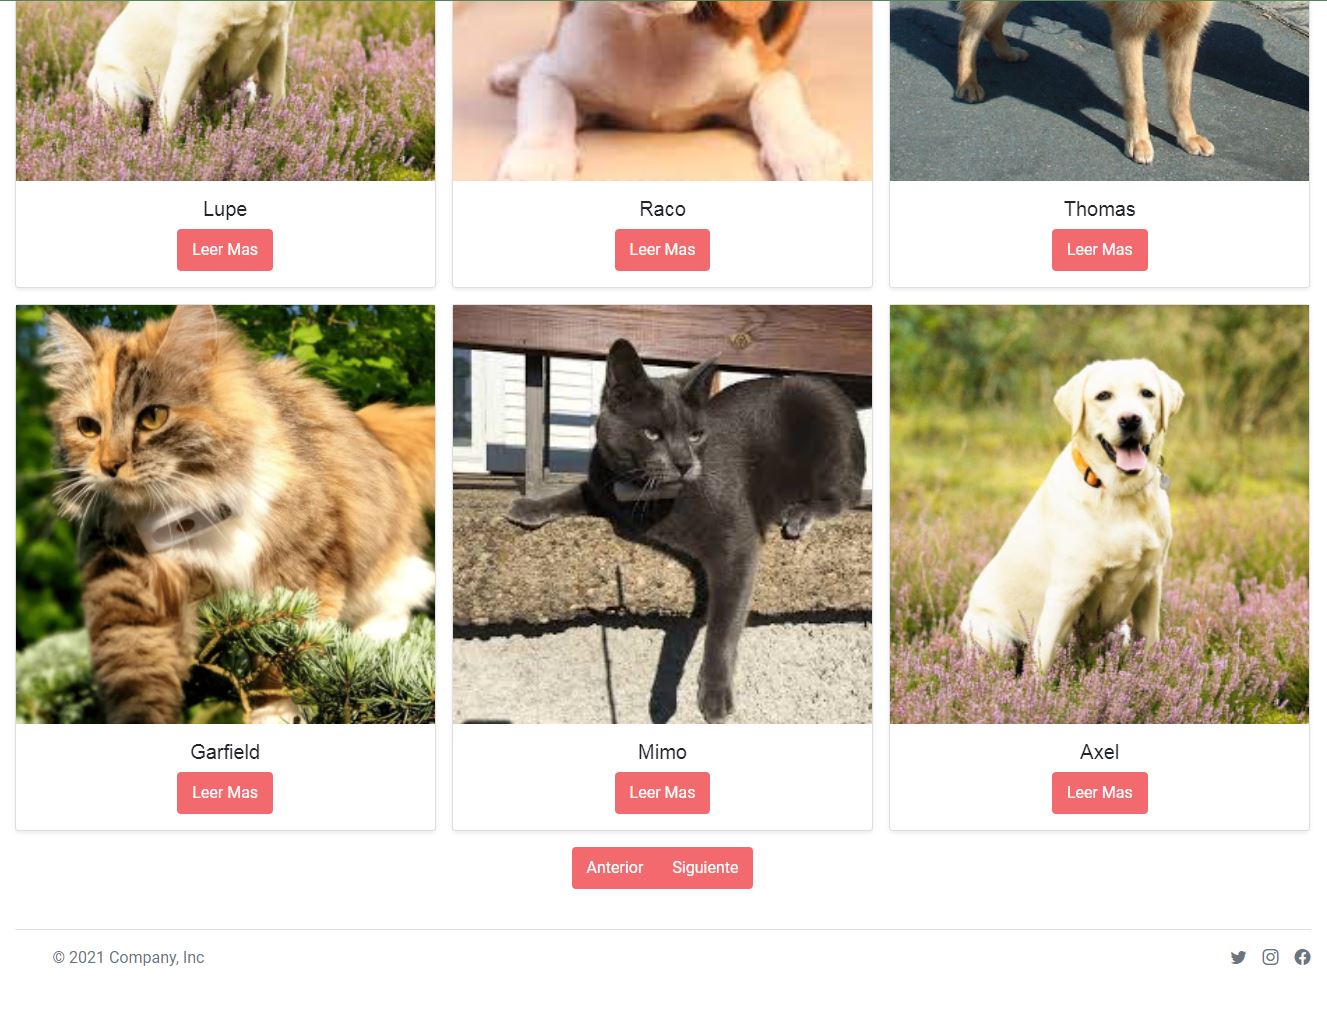 Lupe
Raco
Thomas
Leer Mas
Leer Mas
Leer Mas
Garfield
Mimo
Axel
Leer Mas
Leer Mas
Leer Mas
Anterior
Siguiente
© 2021 Company, Inc